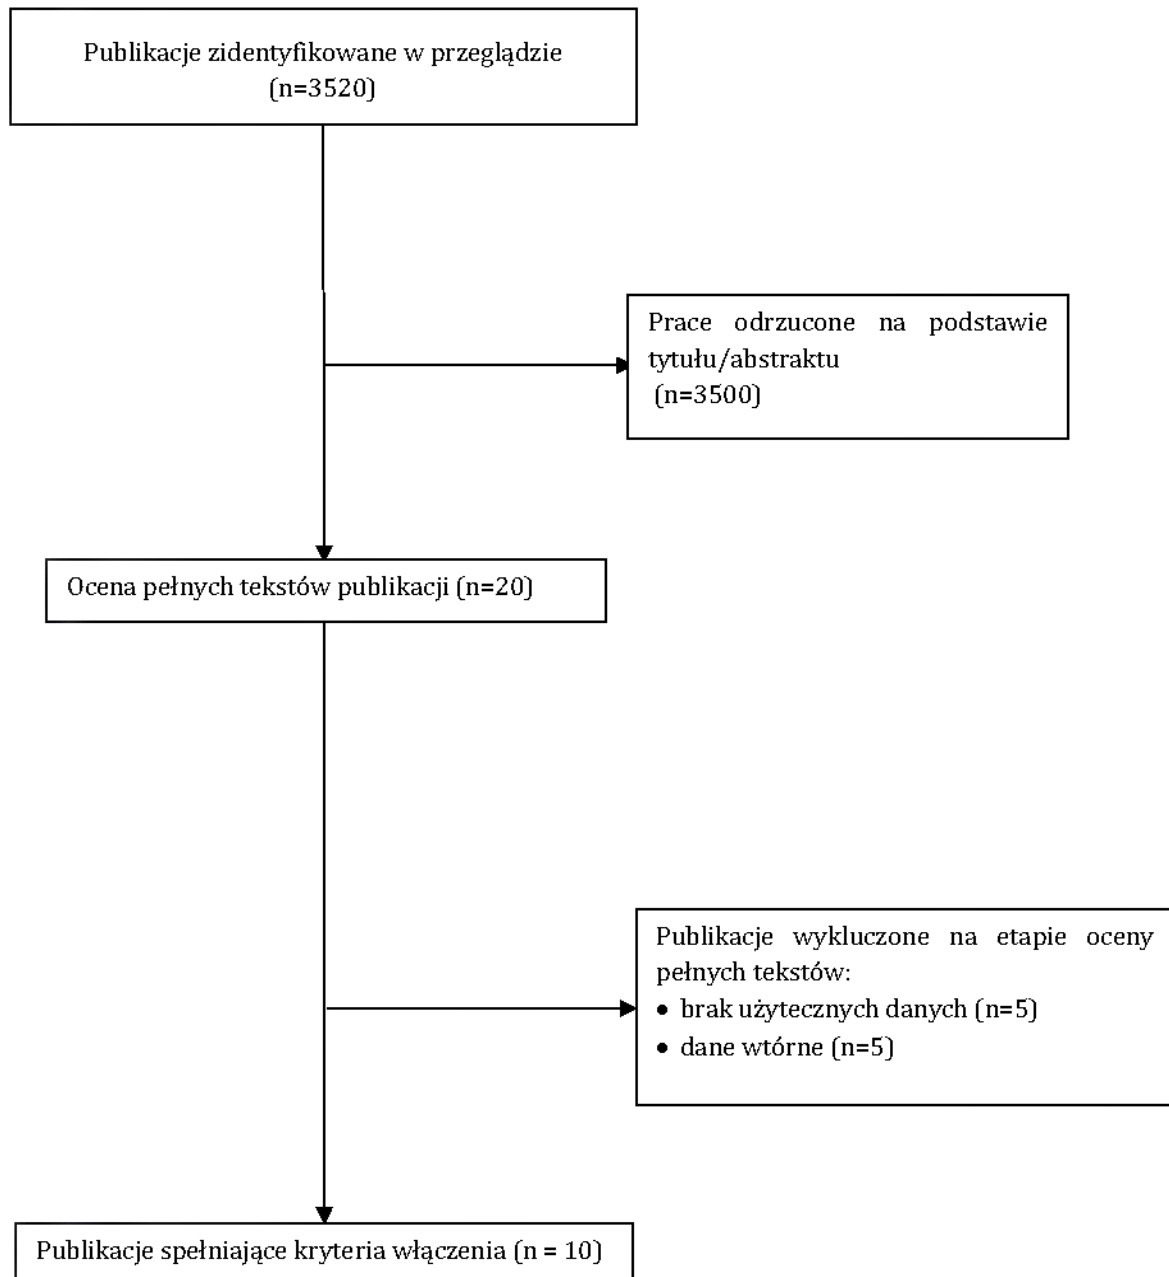 Publikacje zidentyfikowane w przeglądzie
(n=3520)
Prace odrzucone na podstawie
tytułu/abstraktu
(n=3500)
Ocena pełnych tekstów publikacji (n=20)
Publikacje wykluczone na etapie oceny
pełnych tekstów:
• brak użytecznych danych (n=5)
• dane wtórne (n=5)
Publikacje spełniające kryteria włączenia (n = 10)